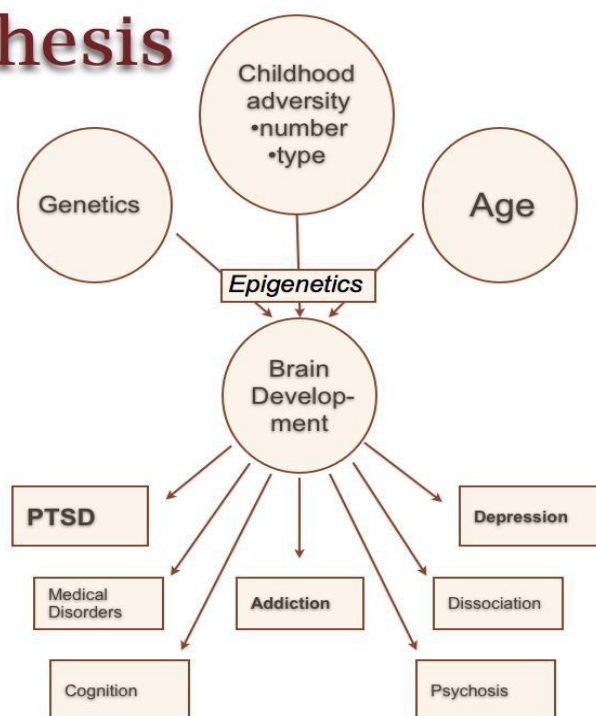 hesis
Childhood
adversity
•number
•type
Genetics
Age
Epigenetics
Brain
Develop-
ment
PTSD
Depression
Medical
Disorders
Addiction
Dissociation
Cognition
Psychosis